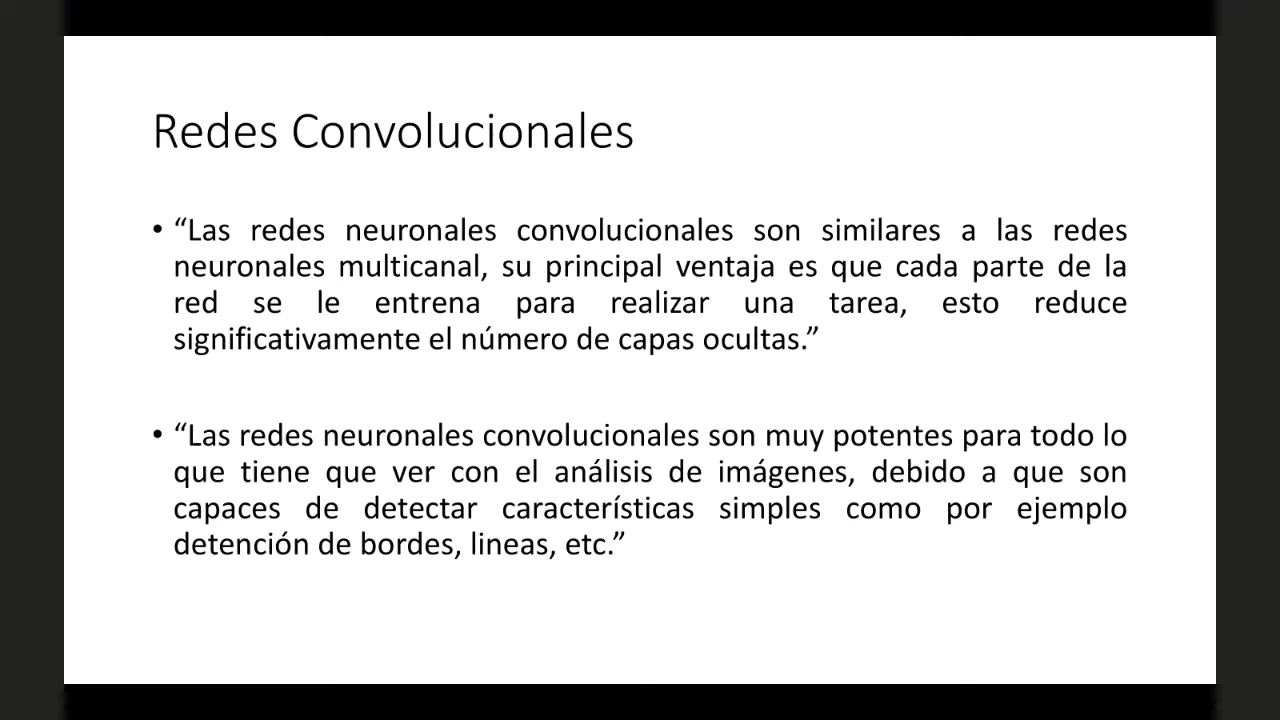 Redes Convolucionales
• “Las redes neuronales convolucionales son similares a las redes
neuronales multicanal, su principal ventaja es que cada parte de la
red se le entrena para realizar una tarea, esto reduce
significativamente el número de capas ocultas.”
• “Las redes neuronales convolucionales son muy potentes para todo lo
que tiene que ver con el análisis de imágenes, debido a que son
capaces de detectar características simples como por ejemplo
detención de bordes, lineas, etc.”